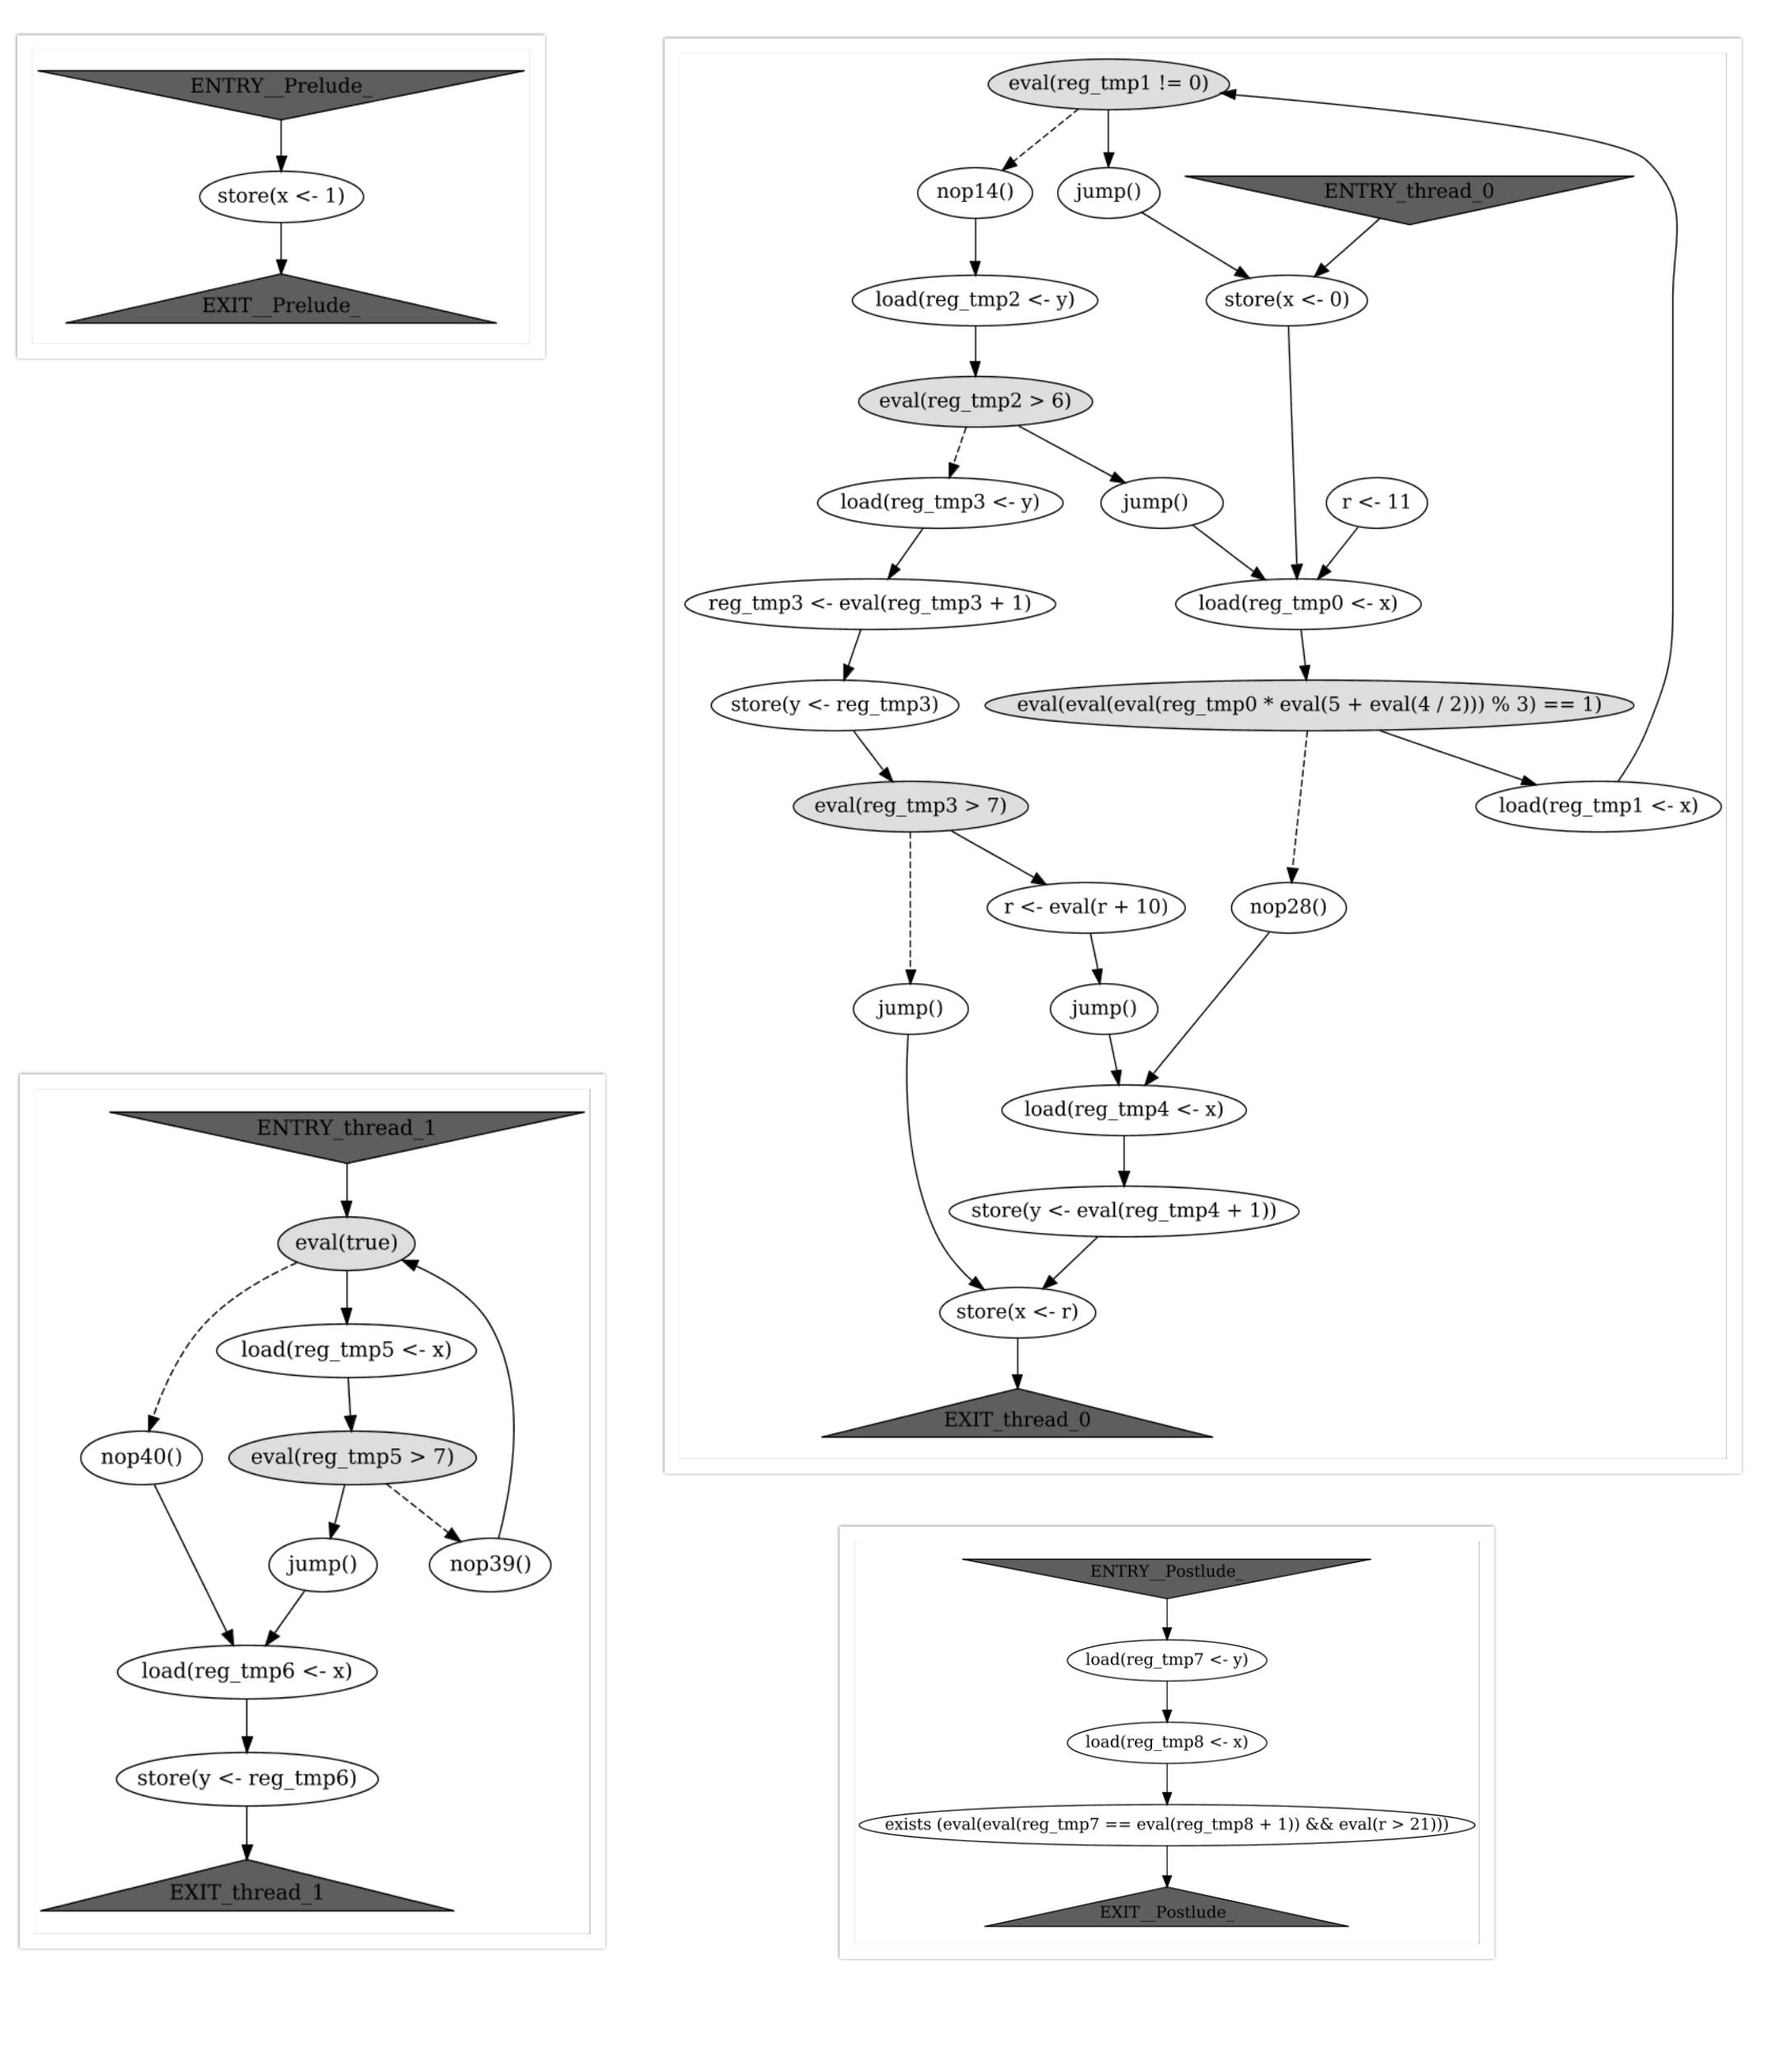 ENTRY__Prelude_
store(x <- 1)
EXIT__Prelude_
eval(reg_tmp1 != 0)
nop14()
jump()
ENTRY_thread_0
load(reg_tmp2 <- y)
store(x <- 0)
eval(reg_tmp2 > 6)
load(reg_tmp3 <- y)
jump()
r <- 11
reg_tmp3 <- eval(reg_tmp3 + 1)
load(reg_tmp0 <- x)
store(y <- reg_tmp3)
eval(eval(eval(reg_tmp0 * eval(5 + eval(4 / 2))) % 3) == 1)
eval(reg_tmp3 > 7)
load(reg_tmp1 <- x)
r <- eval(r + 10)
nop28()
jump()
jump()
load(reg_tmp4 <- x)
store(y <- eval(reg_tmp4 + 1))
store(x <- r)
EXIT_thread_0
ENTRY_thread_1
eval(true)
load(reg_tmp5 <- x)
nop40()
eval(reg_tmp5 > 7)
jump()
nop39()
load(reg_tmp6 <- x)
store(y <- reg_tmp6)
EXIT_thread_1
ENTRY__Postlude_
load(reg_tmp7 <- y)
load(reg_tmp8 <- x)
exists (eval(eval(reg_tmp7 == eval(reg_tmp8 + 1)) && eval(r > 21)))
EXIT__Postlude_